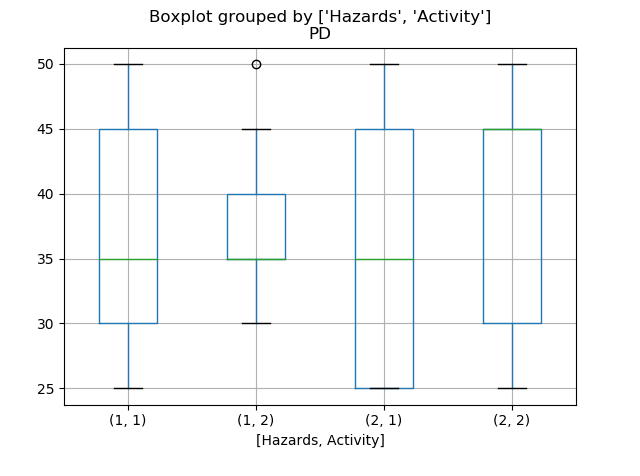 Boxplot grouped by ['Hazards', 'Activity']
PD
50
45
40
35
30
25
(1, 1) (1, 2) (2, 1) (2, 2)
[Hazards, Activity]